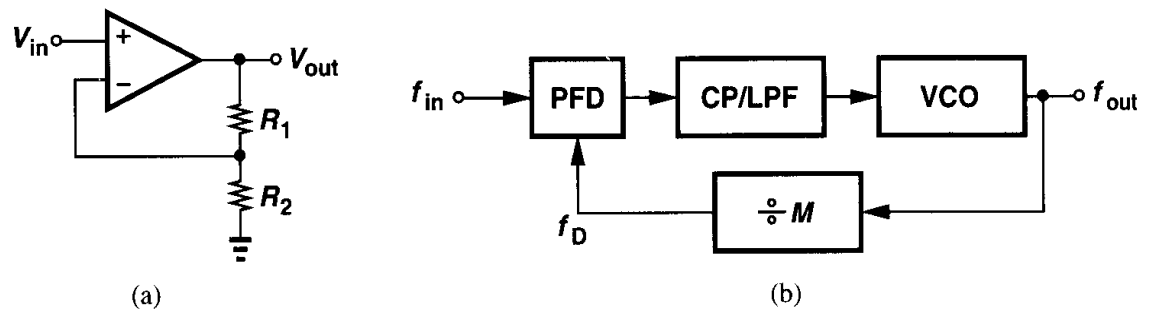 V_in
+
−
V_out
R_1
R_2
(a)
f_in
PFD
CP/LPF
VCO
f_out
÷ M
f_D
(b)